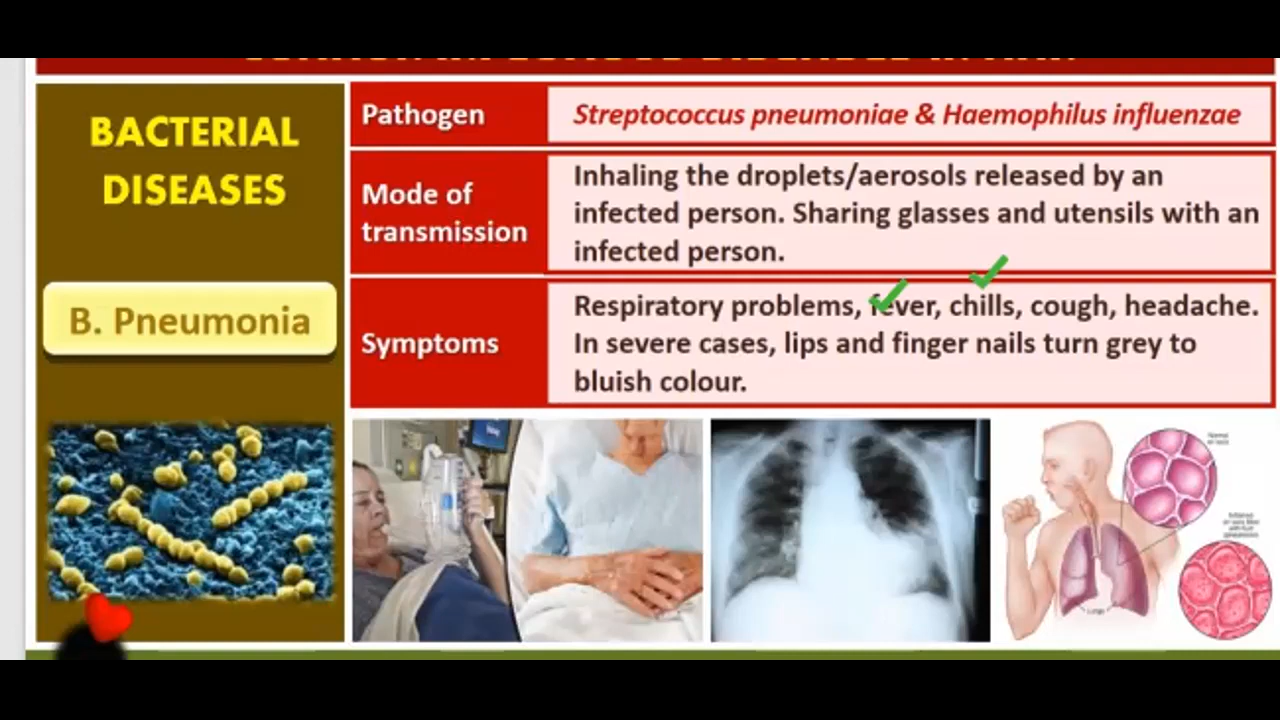 BACTERIAL
DISEASES
B. Pneumonia
Pathogen
Streptococcus pneumoniae & Haemophilus influenzae
Mode of
transmission
Inhaling the droplets/aerosols released by an
infected person. Sharing glasses and utensils with an
infected person.
Symptoms
Respiratory problems, fever, chills, cough, headache.
In severe cases, lips and finger nails turn grey to
bluish colour.
Normal
Lungs